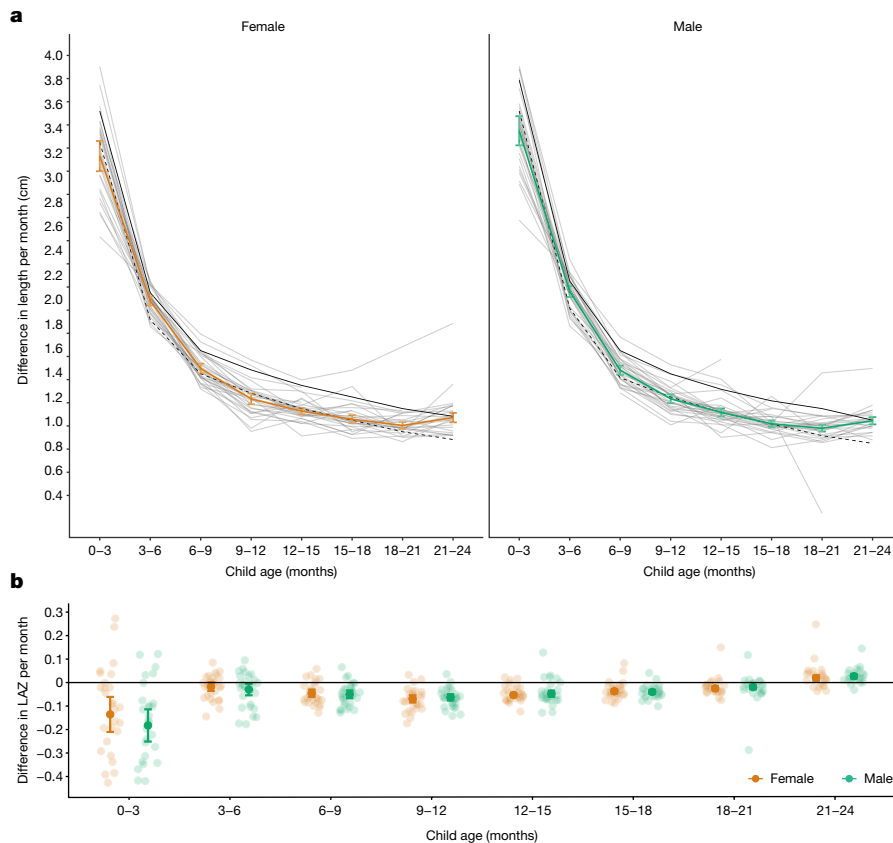 a
Female
Male
Difference in length per month (cm)
4.0
3.8
3.6
3.4
3.2
3.0
2.8
2.6
2.4
2.2
2.0
1.8
1.6
1.4
1.2
1.0
0.8
0.6
0.4
0–3 3–6 6–9 9–12 12–15 15–18 18–21 21–24
0–3 3–6 6–9 9–12 12–15 15–18 18–21 21–24
Child age (months)
Child age (months)
b
Difference in LAZ per month
0.3
0.2
0.1
0
−0.1
−0.2
−0.3
−0.4
Female Male
0–3 3–6 6–9 9–12 12–15 15–18 18–21 21–24
Child age (months)